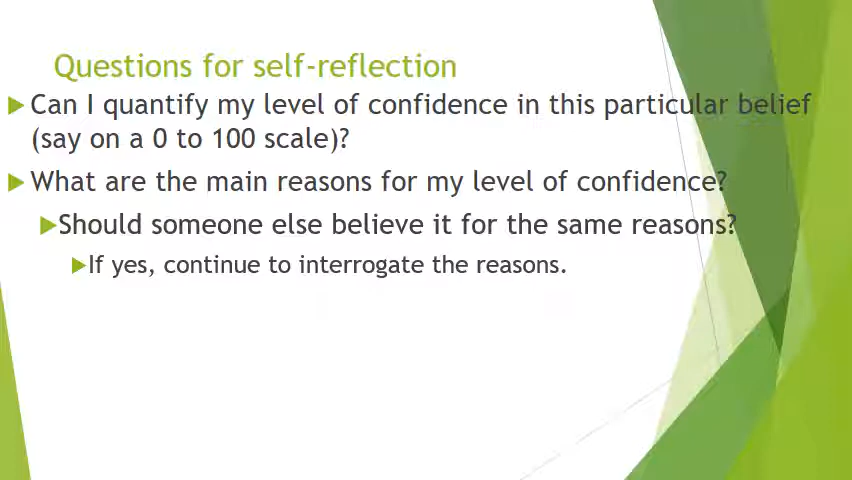 Questions for self-reflection
Can I quantify my level of confidence in this particular belief
(say on a 0 to 100 scale)?
What are the main reasons for my level of confidence?
Should someone else believe it for the same reasons?
If yes, continue to interrogate the reasons.